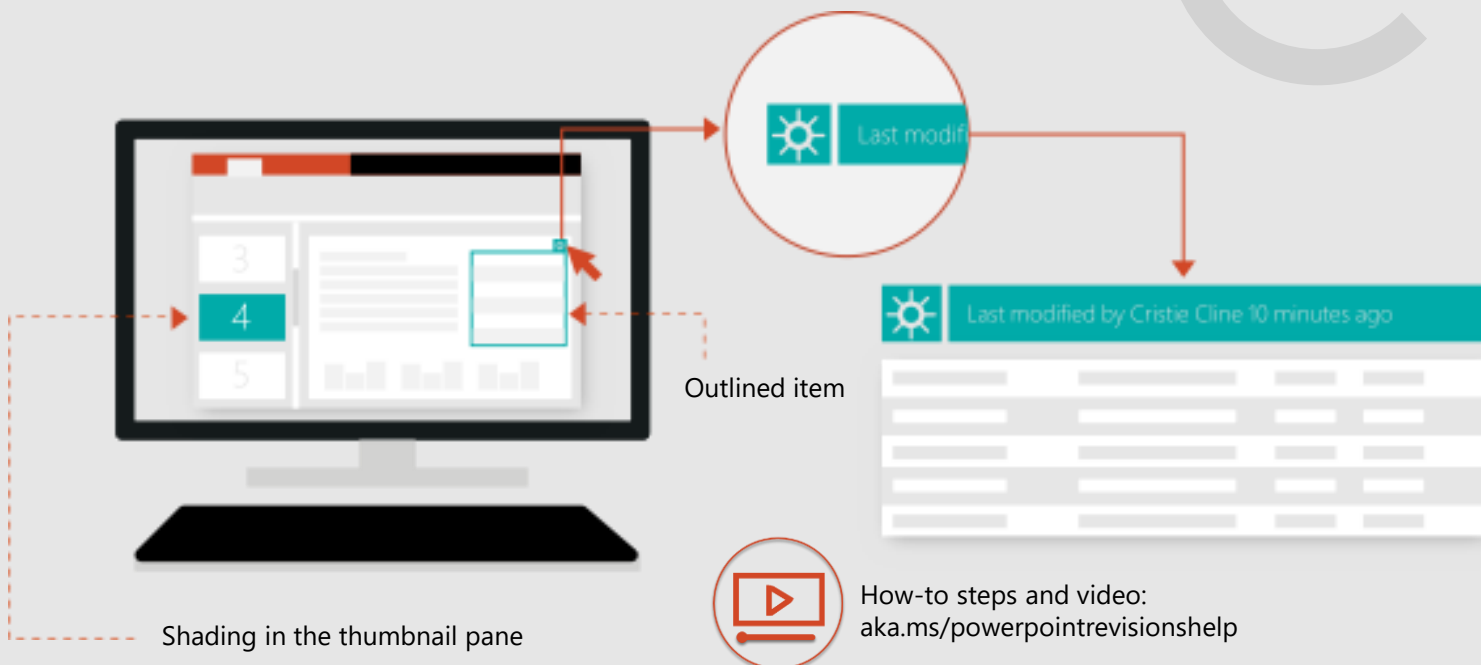 Last modifi
3
4
5
Outlined item
Last modified by Cristie Cline 10 minutes ago
Shading in the thumbnail pane
How-to steps and video:
aka.ms/powerpointrevisionshelp